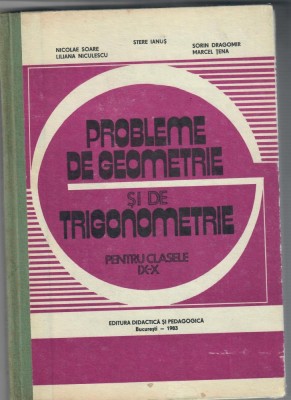 STERE IANUȘ
NICOLAE SOARE
LILIANA NICULESCU
SORIN DRAGOMIR
MARCEL ȚENA
PROBLEME
DE GEOMETRIE
ȘI DE
TRIGONOMETRIE
PENTRU CLASELE
IX-X
EDITURA DIDACTICĂ ȘI PEDAGOGICĂ
București – 1983